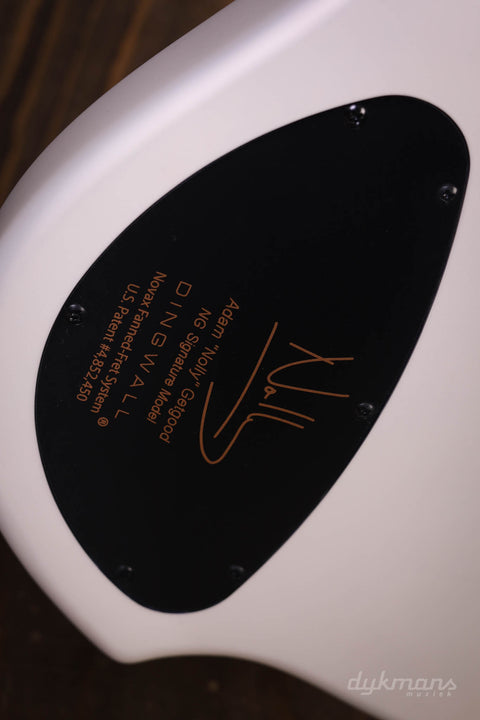 Nolly
Adam "Nolly" Getgood
NG Signature Model
DINGWALL
Novax Fanned-Fret System ®
U.S. Patent #4,852,450
dykmans
muziek